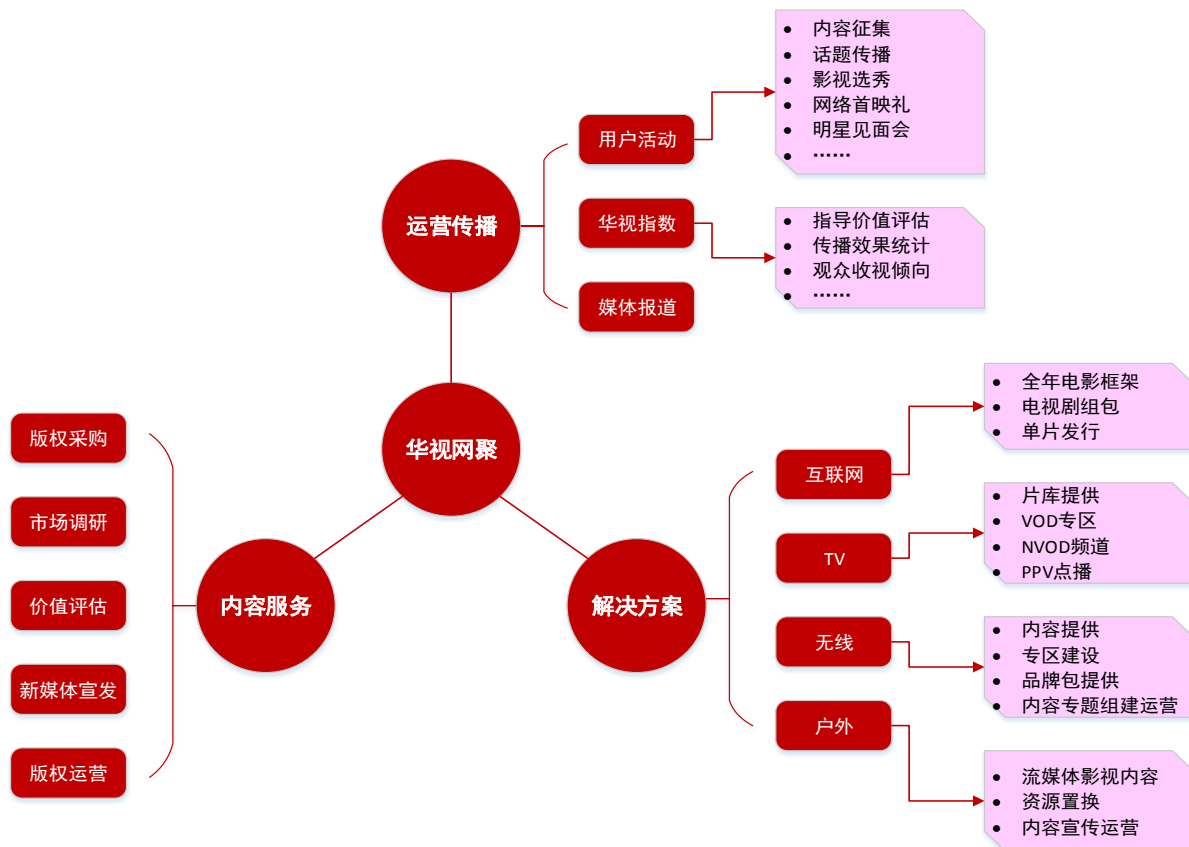 运营传播
用户活动
• 内容征集
• 话题传播
• 影视选秀
• 网络首映礼
• 明星见面会
• ……
华视指数
• 指导价值评估
• 传播效果统计
• 观众收视倾向
• ……
媒体报道
华视网聚
内容服务
版权采购
市场调研
价值评估
新媒体宣发
版权运营
解决方案
互联网
• 全年电影框架
• 电视剧组包
• 单片发行
TV
• 片库提供
• VOD专区
• NVOD频道
• PPV点播
无线
• 内容提供
• 专区建设
• 品牌包提供
• 内容专题组建运营
户外
• 流媒体影视内容
• 资源置换
• 内容宣传运营